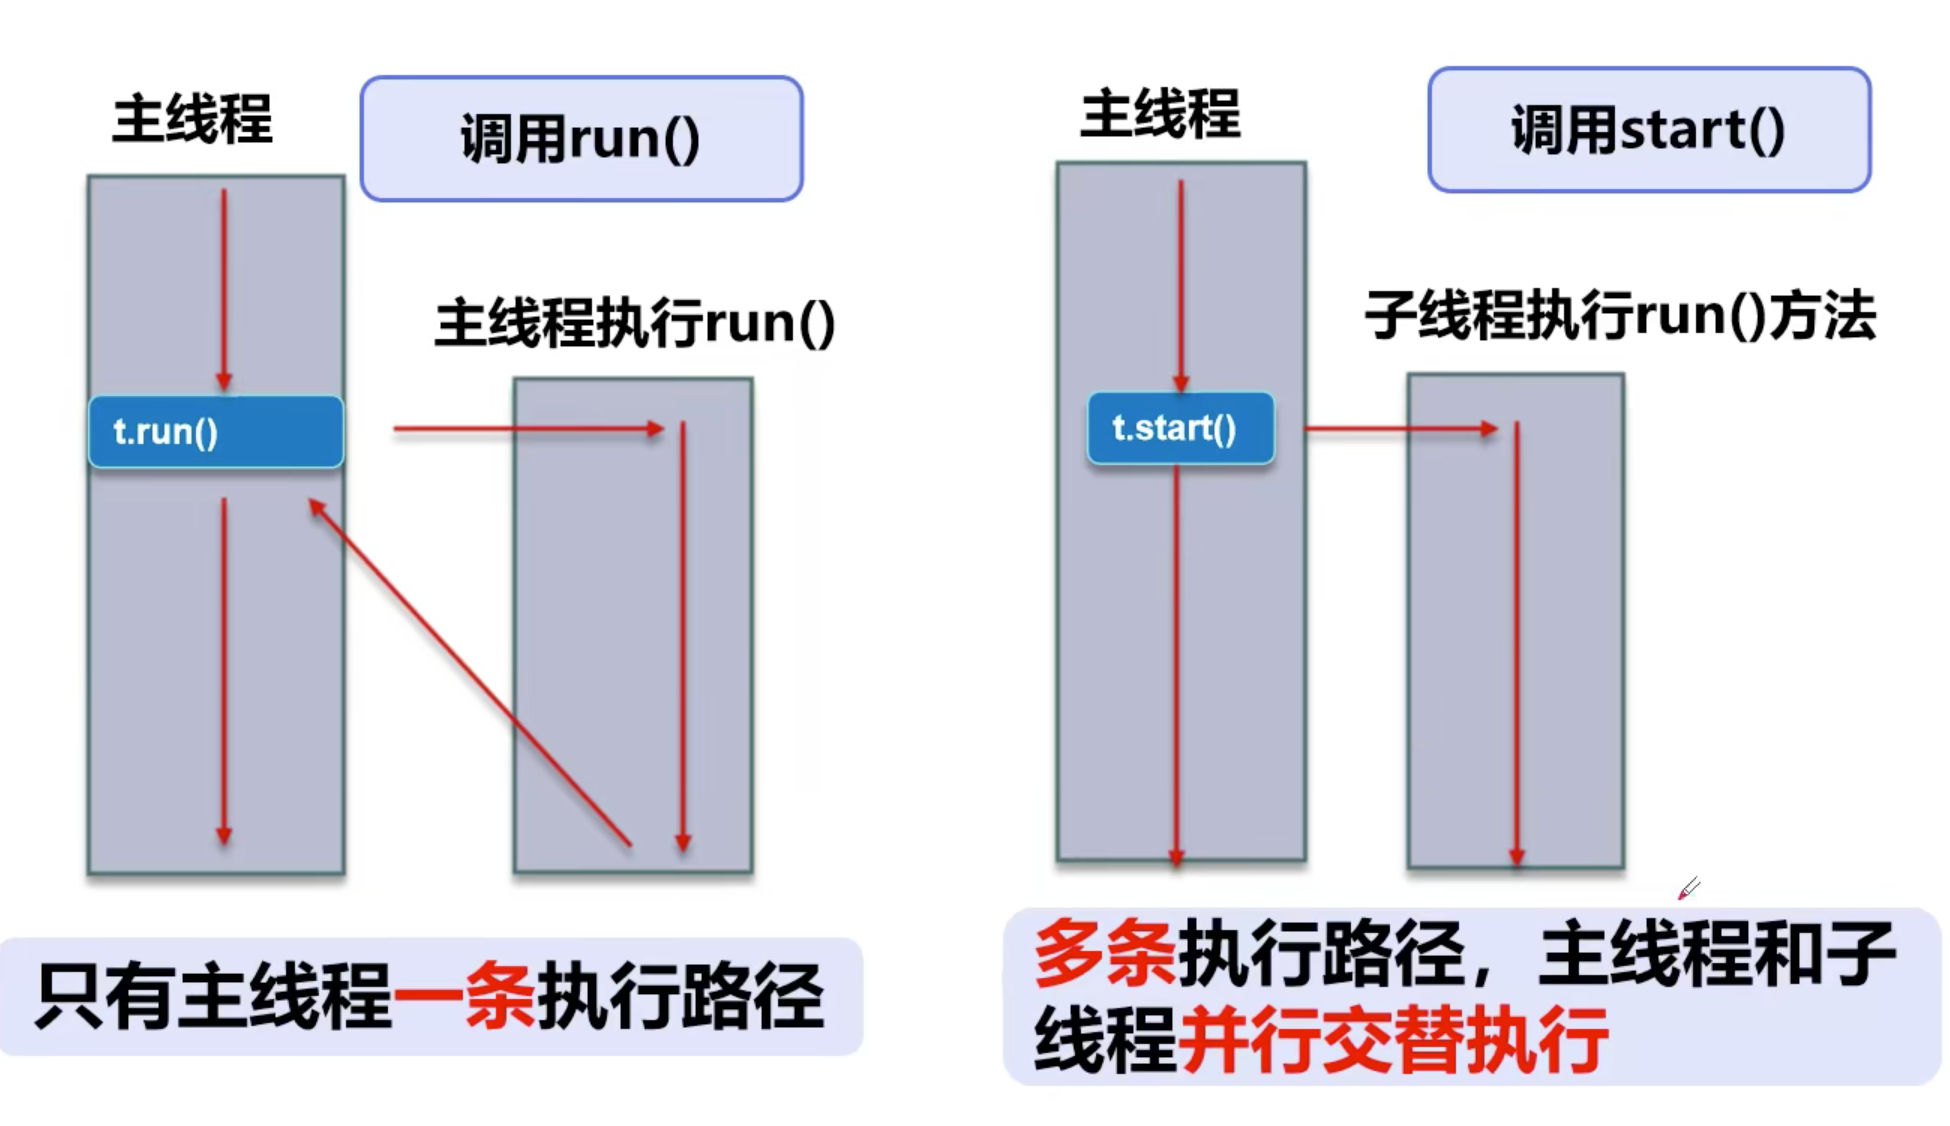 主线程
调用run()
主线程执行run()
t.run()
只有主线程一条执行路径
主线程
调用start()
子线程执行run()方法
t.start()
多条执行路径，主线程和子
线程并行交替执行